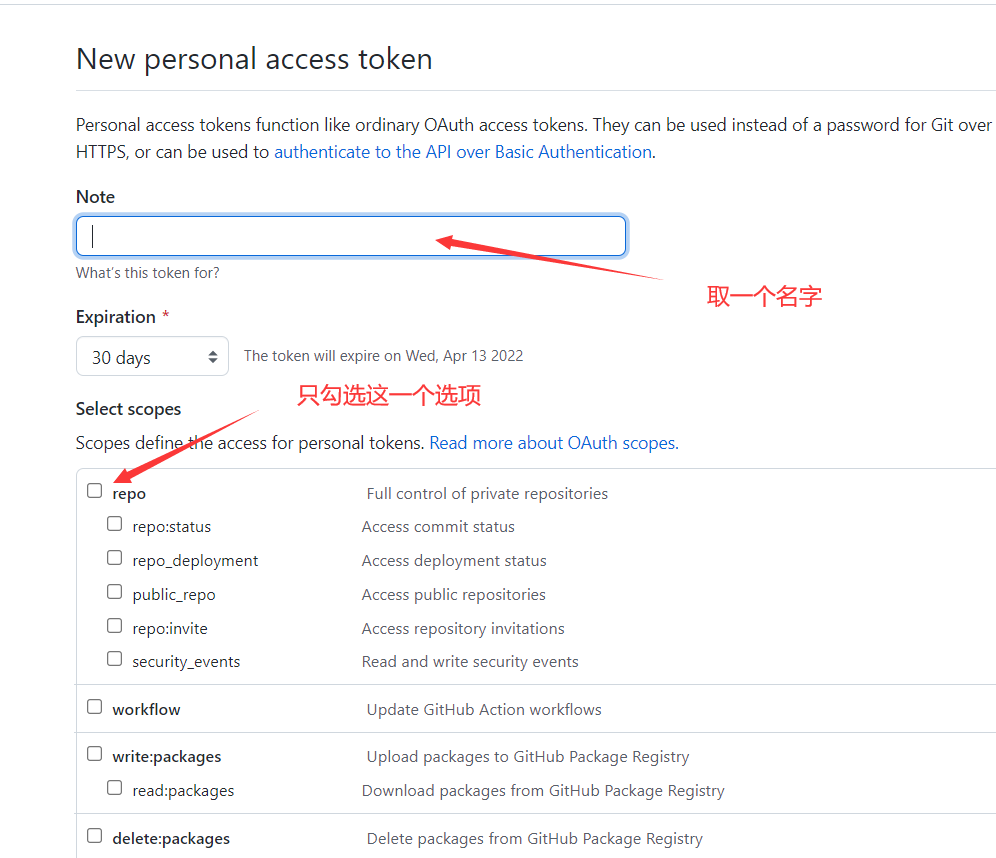 New personal access token
Personal access tokens function like ordinary OAuth access tokens. They can be used instead of a password for Git over
HTTPS, or can be used to authenticate to the API over Basic Authentication.
Note
What's this token for?
取一个名字
Expiration *
30 days
The token will expire on Wed, Apr 13 2022
只勾选这一个选项
Select scopes
Scopes define the access for personal tokens. Read more about OAuth scopes.
repo Full control of private repositories
repo:status Access commit status
repo_deployment Access deployment status
public_repo Access public repositories
repo:invite Access repository invitations
security_events Read and write security events
workflow Update GitHub Action workflows
write:packages Upload packages to GitHub Package Registry
read:packages Download packages from GitHub Package Registry
delete:packages Delete packages from GitHub Package Registry